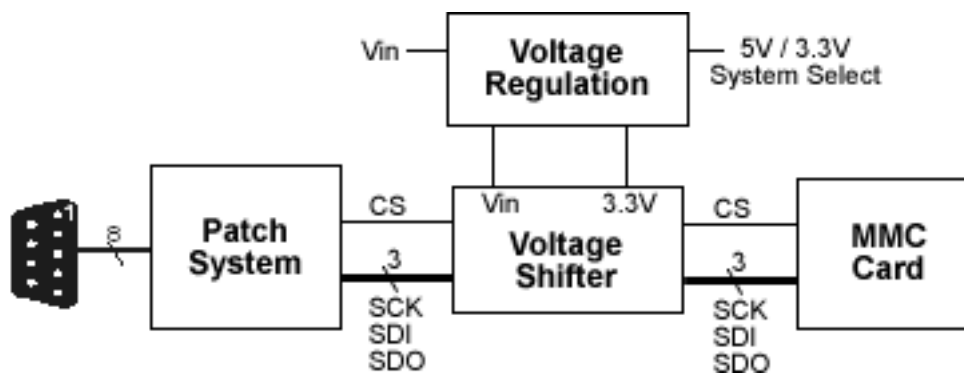 Vin
Voltage
Regulation
5V / 3.3V
System Select
8
Patch
System
CS
3
SCK
SDI
SDO
Vin
3.3V
Voltage
Shifter
CS
3
SCK
SDI
SDO
MMC
Card